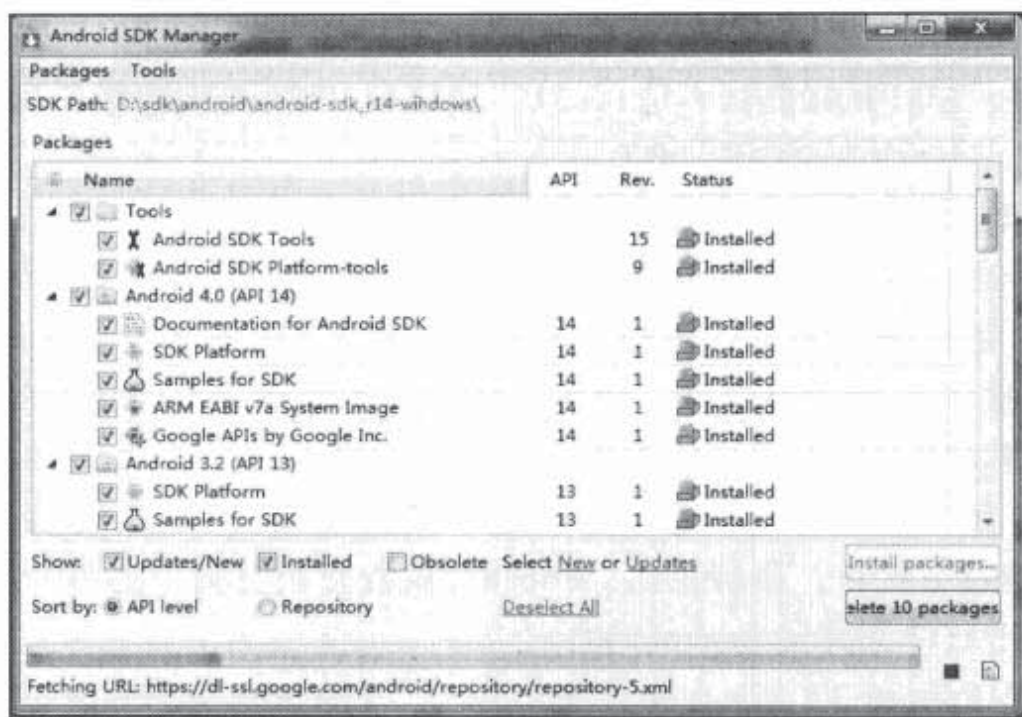 Android SDK Manager
Packages Tools
SDK Path: D:\sdk\android\android-sdk_r14-windows\
Packages
Name API Rev. Status
Tools
Android SDK Tools 15 Installed
Android SDK Platform-tools 9 Installed
Android 4.0 (API 14)
Documentation for Android SDK 14 1 Installed
SDK Platform 14 1 Installed
Samples for SDK 14 1 Installed
ARM EABI v7a System Image 14 1 Installed
Google APIs by Google Inc. 14 1 Installed
Android 3.2 (API 13)
SDK Platform 13 1 Installed
Samples for SDK 13 1 Installed
Show: Updates/New Installed Obsolete Select New or Updates Install packages...
Sort by: API level Repository Deselect All elete 10 packages
Fetching URL: https://dl-ssl.google.com/android/repository/repository-5.xml